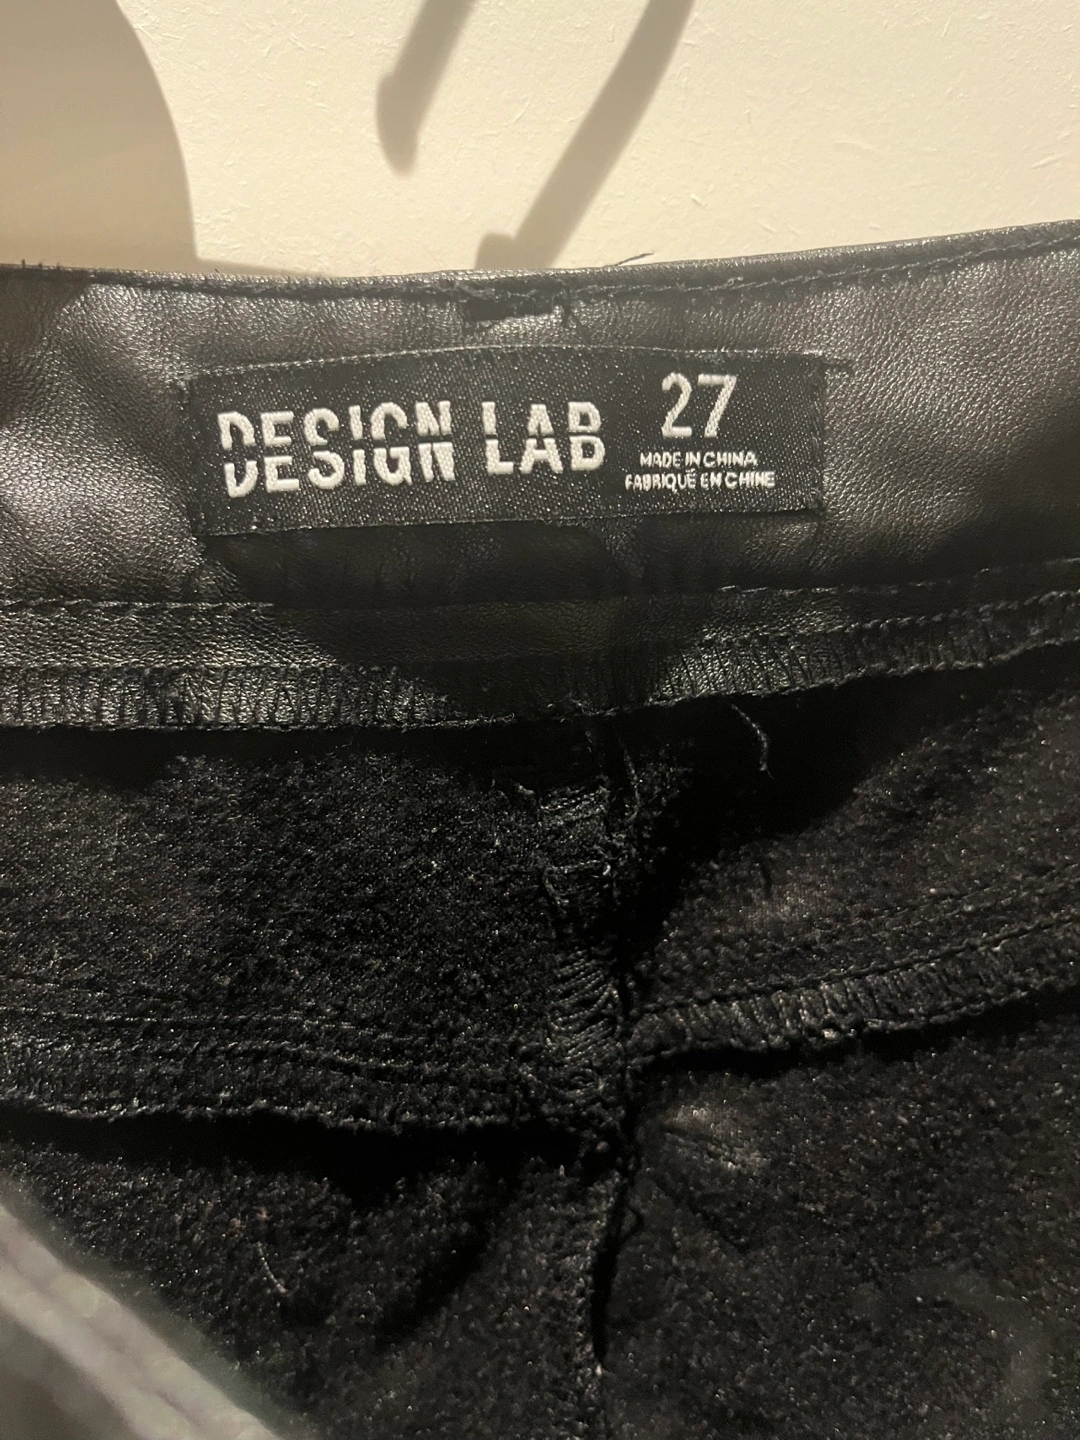 DESIGN LAB
27
MADE IN CHINA
FABRIQUÉ EN CHINE